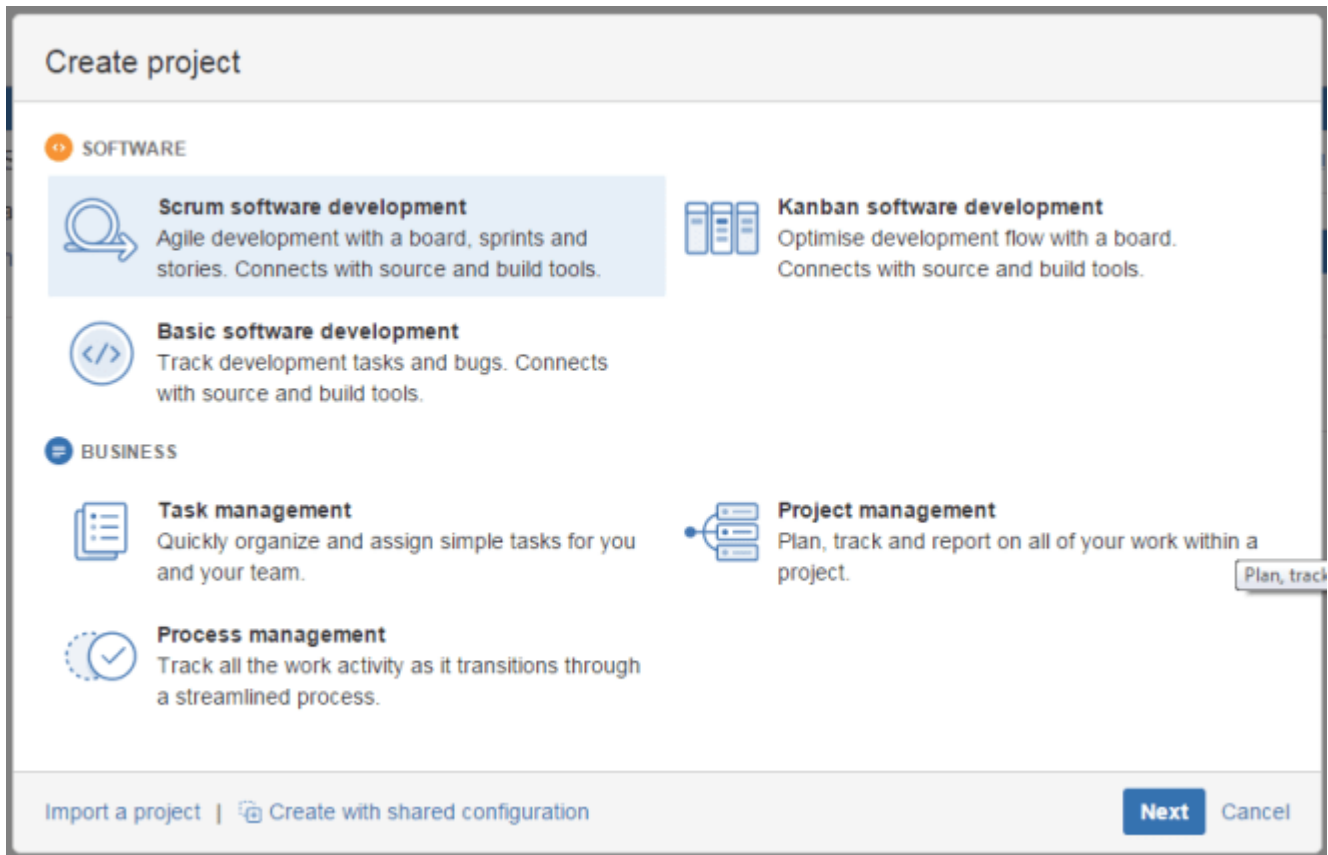 Create project
SOFTWARE
Scrum software development
Agile development with a board, sprints and
stories. Connects with source and build tools.
Kanban software development
Optimise development flow with a board.
Connects with source and build tools.
Basic software development
Track development tasks and bugs. Connects
with source and build tools.
BUSINESS
Task management
Quickly organize and assign simple tasks for you
and your team.
Project management
Plan, track and report on all of your work within a
project.
Plan, track
Process management
Track all the work activity as it transitions through
a streamlined process.
Import a project | Create with shared configuration
Next Cancel